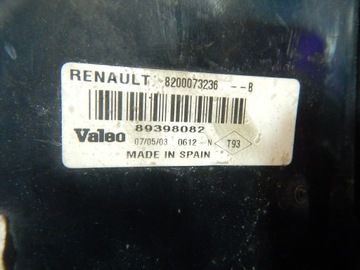 RENAULT: 8200073236 --B
89398082
Valeo 07/05/03 0612-N T93
MADE IN SPAIN